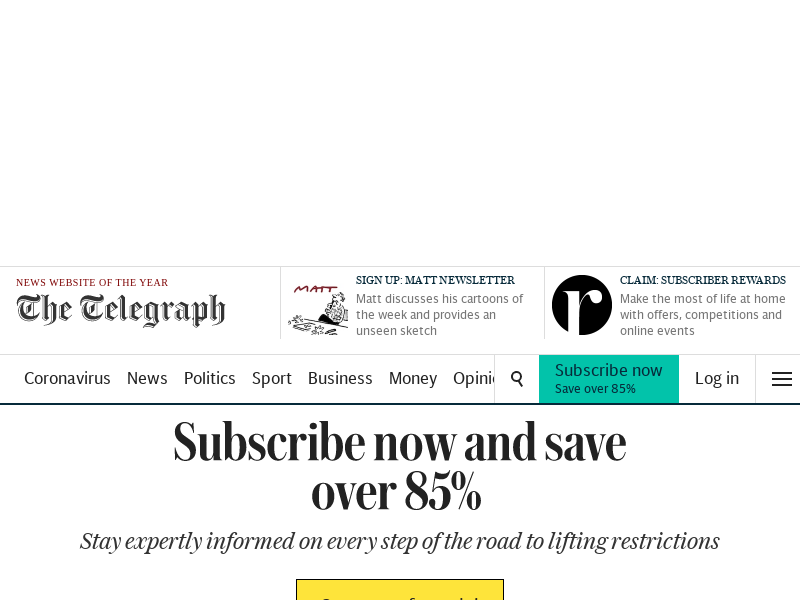 NEWS WEBSITE OF THE YEAR
The Telegraph
MATT
SIGN UP: MATT NEWSLETTER
Matt discusses his cartoons of
the week and provides an
unseen sketch
r
CLAIM: SUBSCRIBER REWARDS
Make the most of life at home
with offers, competitions and
online events
Coronavirus News Politics Sport Business Money
Subscribe now
Save over 85%
Log in
Subscribe now and save
over 85%
Stay expertly informed on every step of the road to lifting restrictions